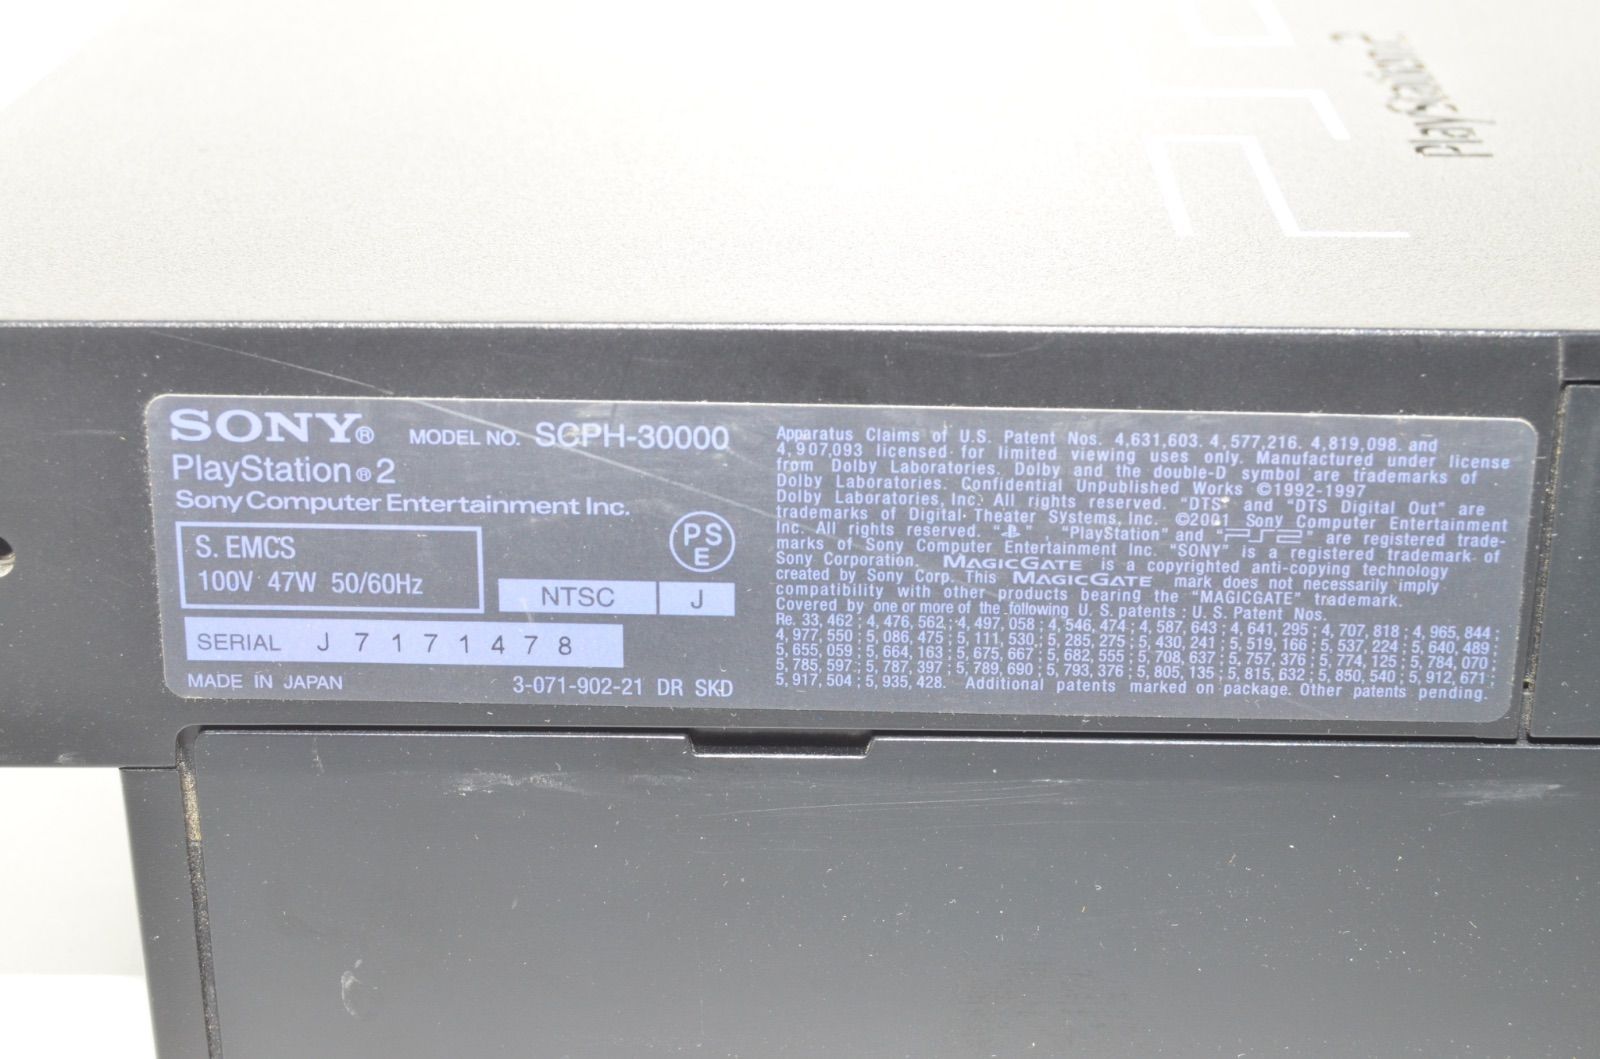 PlayStation 2
SONY®
MODEL NO. SCPH-30000
PlayStation®2
Sony Computer Entertainment Inc.
S. EMCS
100V 47W 50/60Hz
PS
E
NTSC J
SERIAL J7171478
MADE IN JAPAN
3-071-902-21 DR SKD
Apparatus Claims of U.S. Patent Nos. 4,631,603. 4,577,216. 4,819,098. and
4,907,093 licensed for limited viewing uses only. Manufactured under license
from Dolby Laboratories. Dolby and the double-D symbol are trademarks of
Dolby Laboratories. Confidential Unpublished Works ©1992-1997
Dolby Laboratories, Inc. All rights reserved. "DTS" and "DTS Digital Out" are
trademarks of Digital Theater Systems, Inc. ©2001 Sony Computer Entertainment
Inc. All rights reserved. " ", "PlayStation" and "PS2" are registered trade-
marks of Sony Computer Entertainment Inc. "SONY" is a registered trademark of
Sony Corporation. MAGICGATE is a copyrighted anti-copying technology
created by Sony Corp. This MAGICGATE mark does not necessarily imply
compatibility with other products bearing the "MAGICGATE" trademark.
Covered by one or more of the following U. S. patents : U. S. Patent Nos.
Re. 33, 462 ; 4, 476, 562 ; 4, 497, 058 ; 4, 546, 474 ; 4, 587, 643 ; 4, 641, 295 ; 4, 707, 818 ; 4, 965, 844 ;
4, 977, 550 ; 5, 086, 475 ; 5, 111, 530 ; 5, 285, 275 ; 5, 430, 241 ; 5, 519, 166 ; 5, 537, 224 ; 5, 640, 489 ;
5, 655, 059 ; 5, 664, 163 ; 5, 675, 667 ; 5, 682, 555 ; 5, 708, 637 ; 5, 757, 376 ; 5, 774, 125 ; 5, 784, 070 ;
5, 785, 597 ; 5, 787, 397 ; 5, 789, 690 ; 5, 793, 376 ; 5, 805, 135 ; 5, 815, 632 ; 5, 850, 540 ; 5, 912, 671 ;
5, 917, 504 ; 5, 935, 428. Additional patents marked on package. Other patents pending.